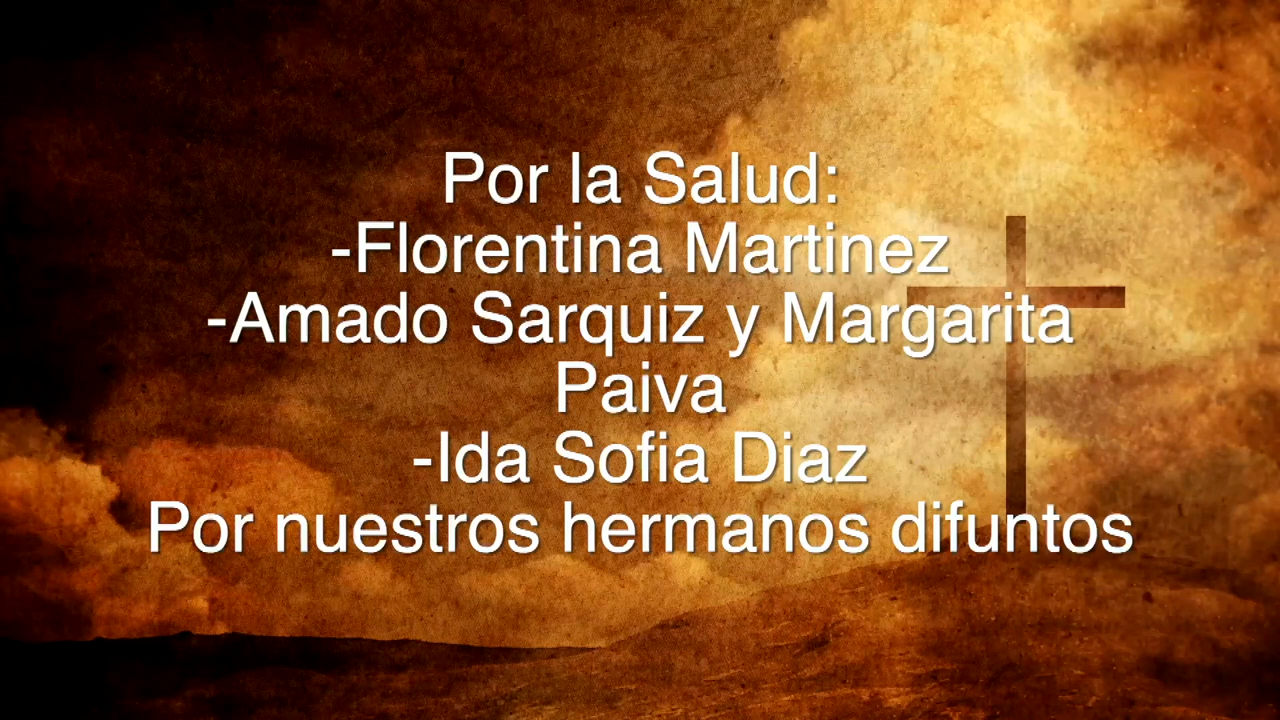 Por la Salud:
-Florentina Martinez
-Amado Sarquiz y Margarita
Paiva
-Ida Sofia Diaz
Por nuestros hermanos difuntos